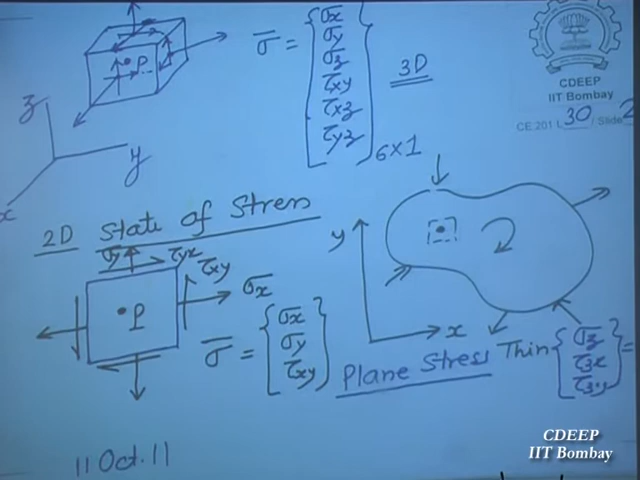 σ̄ = {σx
σy
σz
τxy
τxz
τyz} 6×1
3D
P
z
y
x
CDEEP
IIT Bombay
CE 201 L 30 / Slide 2
2D State of Stress
σy
τyx
τxy
σx
P
σ̄ = {σx
σy
τxy}
y
x
Plane Stress Thin {σz
τzx
τzy} =
11 Oct. 11
CDEEP
IIT Bombay